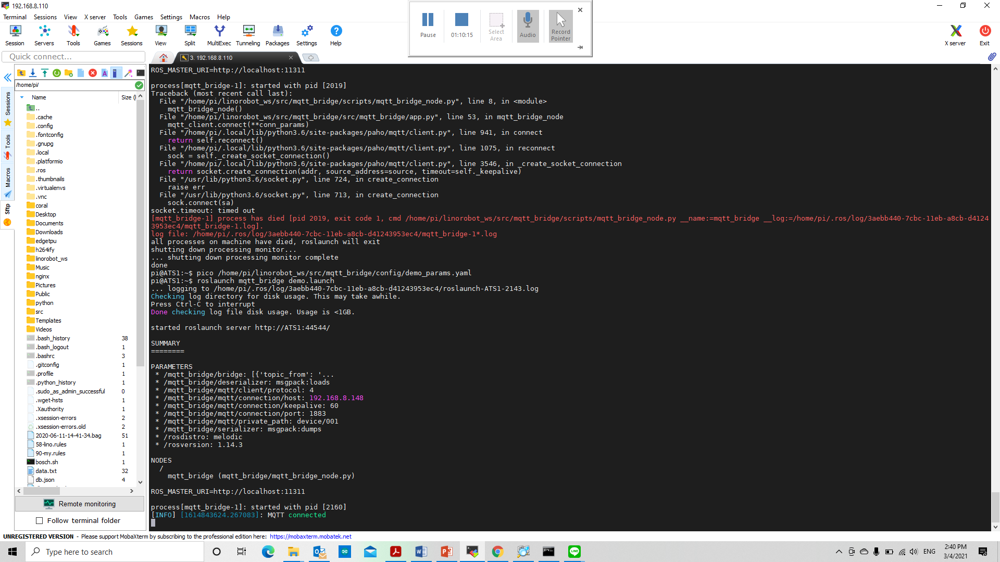 192.168.8.110
Terminal Sessions View X server Tools Games Settings Macros Help
Session Servers Tools Games Sessions View Split MultiExec Tunneling Packages Settings Help
Pause 01:10:15 Select Area Audio Record Pointer
X server Exit
Quick connect...
3. 192.168.8.110
/home/pi/
Name Size (
Sessions
Tools
Macros
Sftp
..
.cache
.config
.fontconfig
.gnupg
.local
.platformio
.ros
.thumbnails
.virtualenvs
.vnc
coral
Desktop
Documents
Downloads
edgetpu
h264ify
linorobot_ws
Music
nginx
Pictures
Public
python
src
Templates
Videos
.bash_history 38
.bash_logout 1
.bashrc 3
.gitconfig 1
.profile 1
.python_history 1
.sudo_as_admin_successful 0
.wget-hsts 1
.Xauthority 1
.xsession-errors 2
.xsession-errors.old 2
2020-06-11-14-41-34.bag 51
58-lino.rules 1
90-my.rules 1
bosch.sh 1
data.txt 32
db.json 4
Remote monitoring
Follow terminal folder
ROS_MASTER_URI=http://localhost:11311
process[mqtt_bridge-1]: started with pid [2019]
Traceback (most recent call last):
File "/home/pi/linorobot_ws/src/mqtt_bridge/scripts/mqtt_bridge_node.py", line 8, in <module>
mqtt_bridge_node()
File "/home/pi/linorobot_ws/src/mqtt_bridge/src/mqtt_bridge/app.py", line 53, in mqtt_bridge_node
mqtt_client.connect(**conn_params)
File "/home/pi/.local/lib/python3.6/site-packages/paho/mqtt/client.py", line 941, in connect
return self.reconnect()
File "/home/pi/.local/lib/python3.6/site-packages/paho/mqtt/client.py", line 1075, in reconnect
sock = self._create_socket_connection()
File "/home/pi/.local/lib/python3.6/site-packages/paho/mqtt/client.py", line 3546, in _create_socket_connection
return socket.create_connection(addr, source_address=source, timeout=self._keepalive)
File "/usr/lib/python3.6/socket.py", line 724, in create_connection
raise err
File "/usr/lib/python3.6/socket.py", line 713, in create_connection
sock.connect(sa)
socket.timeout: timed out
[mqtt_bridge-1] process has died [pid 2019, exit code 1, cmd /home/pi/linorobot_ws/src/mqtt_bridge/scripts/mqtt_bridge_node.py __name:=mqtt_bridge __log:=/home/pi/.ros/log/3aebb440-7cbc-11eb-a8cb-d4124
3953ec4/mqtt_bridge-1.log].
log file: /home/pi/.ros/log/3aebb440-7cbc-11eb-a8cb-d41243953ec4/mqtt_bridge-1*.log
all processes on machine have died, roslaunch will exit
shutting down processing monitor...
... shutting down processing monitor complete
done
pi@ATS1:~$ pico /home/pi/linorobot_ws/src/mqtt_bridge/config/demo_params.yaml
pi@ATS1:~$ roslaunch mqtt_bridge demo.launch
... logging to /home/pi/.ros/log/3aebb440-7cbc-11eb-a8cb-d41243953ec4/roslaunch-ATS1-2143.log
Checking log directory for disk usage. This may take awhile.
Press Ctrl-C to interrupt
Done checking log file disk usage. Usage is <1GB.
started roslaunch server http://ATS1:44544/
SUMMARY
========
PARAMETERS
* /mqtt_bridge/bridge: [{'topic_from': '...
* /mqtt_bridge/deserializer: msgpack:loads
* /mqtt_bridge/mqtt/client/protocol: 4
* /mqtt_bridge/mqtt/connection/host: 192.168.8.148
* /mqtt_bridge/mqtt/connection/keepalive: 60
* /mqtt_bridge/mqtt/connection/port: 1883
* /mqtt_bridge/mqtt/private_path: device/001
* /mqtt_bridge/serializer: msgpack:dumps
* /rosdistro: melodic
* /rosversion: 1.14.3
NODES
/
mqtt_bridge (mqtt_bridge/mqtt_bridge_node.py)
ROS_MASTER_URI=http://localhost:11311
process[mqtt_bridge-1]: started with pid [2160]
[INFO] [1614843624.267083]: MQTT connected
UNREGISTERED VERSION - Please support MobaXterm by subscribing to the professional edition here: https://mobaxterm.mobatek.net
Type here to search
LINE
ENG
2:40 PM
3/4/2021